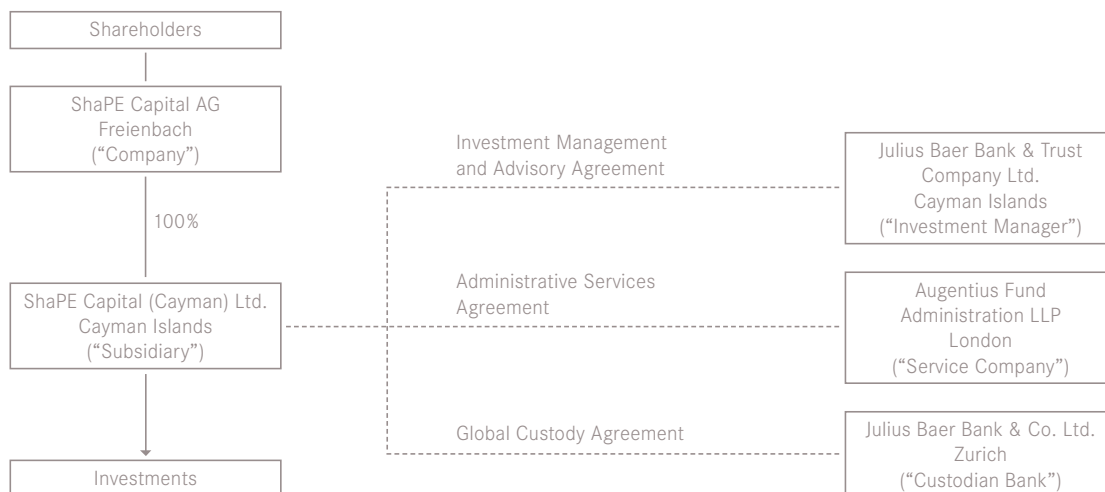 Shareholders
ShaPE Capital AG
Freienbach
(“Company”)
100%
ShaPE Capital (Cayman) Ltd.
Cayman Islands
(“Subsidiary”)
Investments
Investment Management
and Advisory Agreement
Administrative Services
Agreement
Global Custody Agreement
Julius Baer Bank & Trust
Company Ltd.
Cayman Islands
(“Investment Manager”)
Augentius Fund
Administration LLP
London
(“Service Company”)
Julius Baer Bank & Co. Ltd.
Zurich
(“Custodian Bank”)